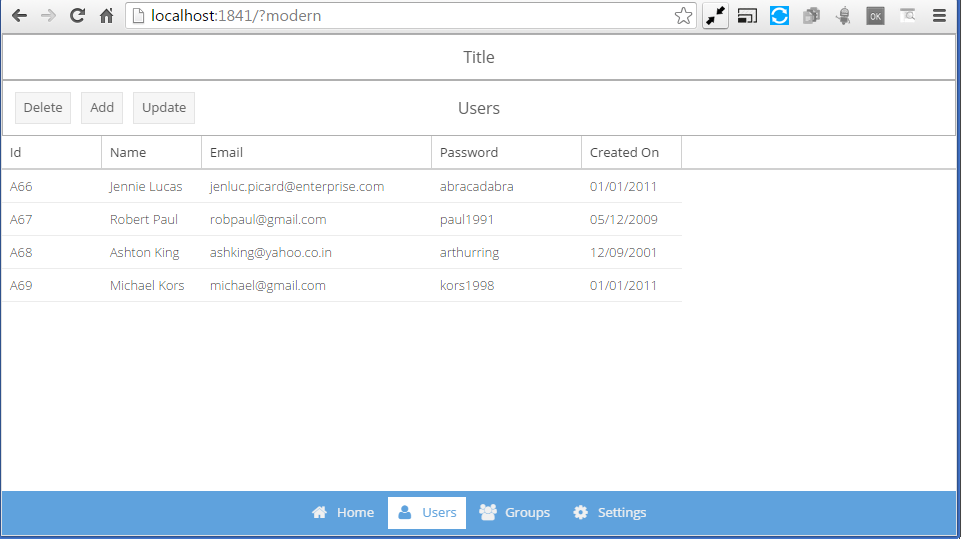 localhost:1841/?modern
OK
Title
Delete Add Update Users
Id Name Email Password Created On
A66 Jennie Lucas jenluc.picard@enterprise.com abracadabra 01/01/2011
A67 Robert Paul robpaul@gmail.com paul1991 05/12/2009
A68 Ashton King ashking@yahoo.co.in arthurring 12/09/2001
A69 Michael Kors michael@gmail.com kors1998 01/01/2011
Home Users Groups Settings